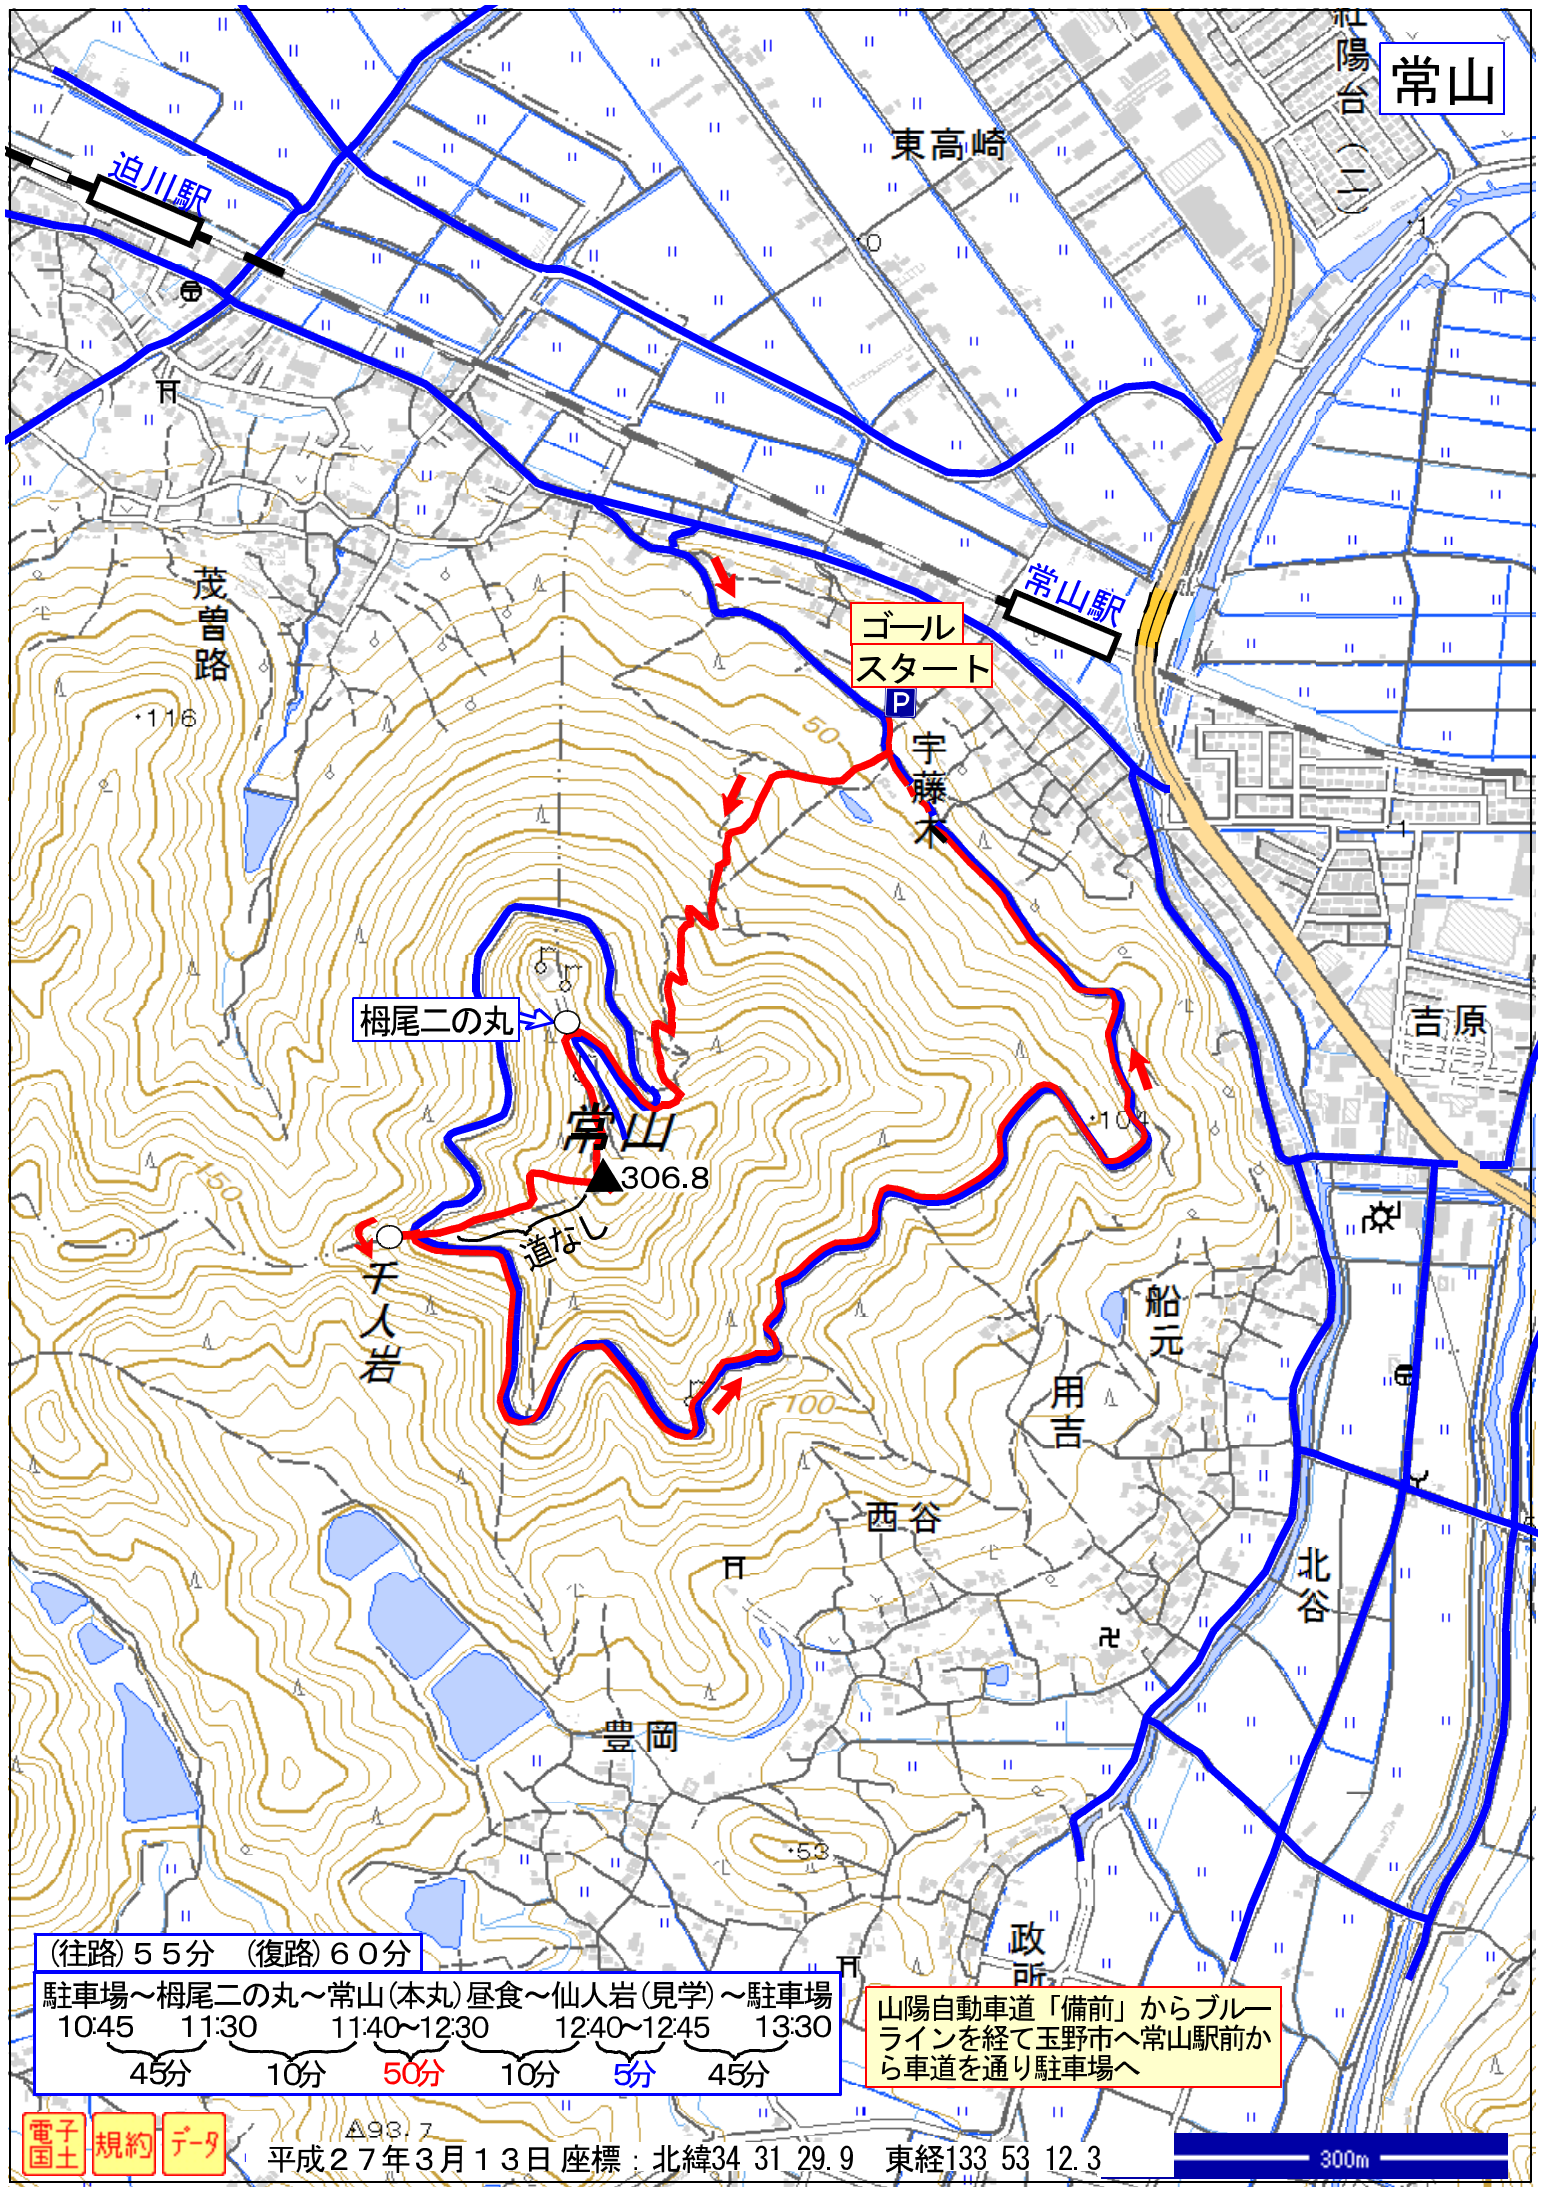 紅陽台(二)
常山
東高崎
迫川駅
0
1
茂曽路
116
常山駅
ゴール
スタート
P
50
宇藤木
1
吉原
栂尾二の丸
常山
306.8
104
150
道なし
千人岩
船元
用吉
100
西谷
北谷
豊岡
53
政所
(往路)55分 (復路)60分
駐車場～栂尾二の丸～常山(本丸)昼食～仙人岩(見学)～駐車場
10:45 11:30 11:40～12:30 12:40～12:45 13:30
45分 10分 50分 10分 5分 45分
山陽自動車道「備前」からブルー
ラインを経て玉野市へ常山駅前か
ら車道を通り駐車場へ
電子国土
規約
データ
93.7
平成27年3月13日 座標：北緯34 31 29.9 東経133 53 12.3
300m